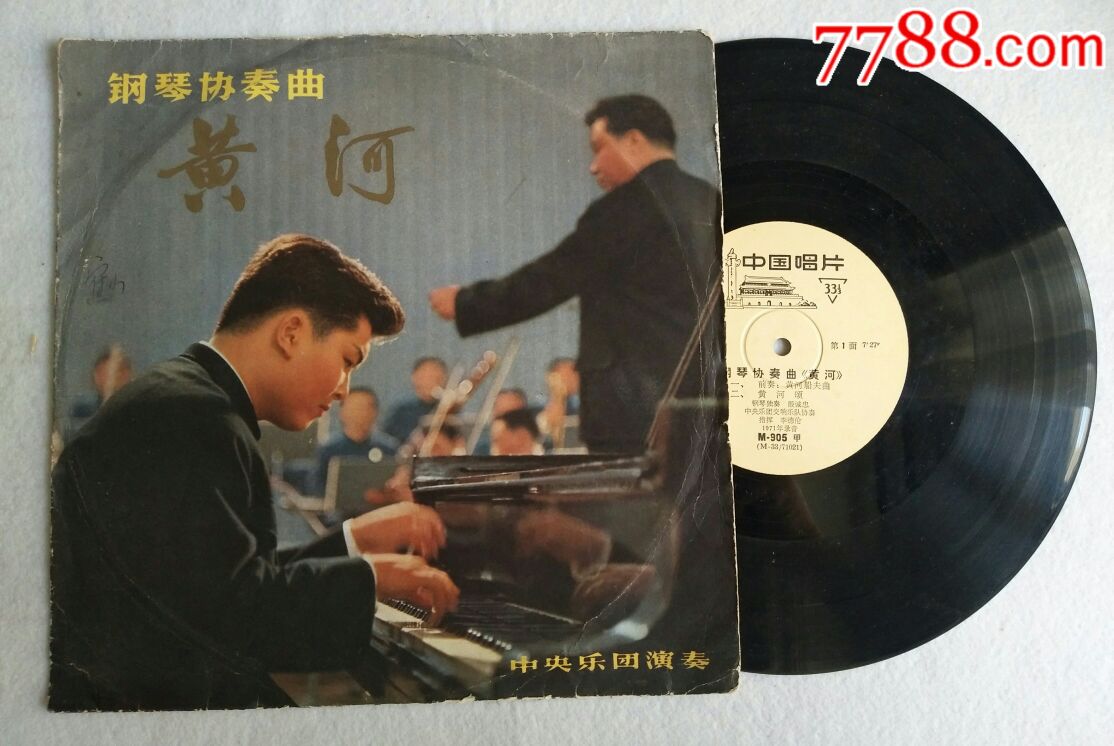 7788.com
钢琴协奏曲
黄河
中央乐团演奏
中国唱片
33⅓
第1面 7'27"
琴协奏曲《黄河》
一、前奏：黄河船夫曲
二、黄河颂
钢琴独奏 殷诚忠
中央乐团交响乐队协奏
指挥 李德伦
1971年录音
M-905 甲
(M-33/71021)